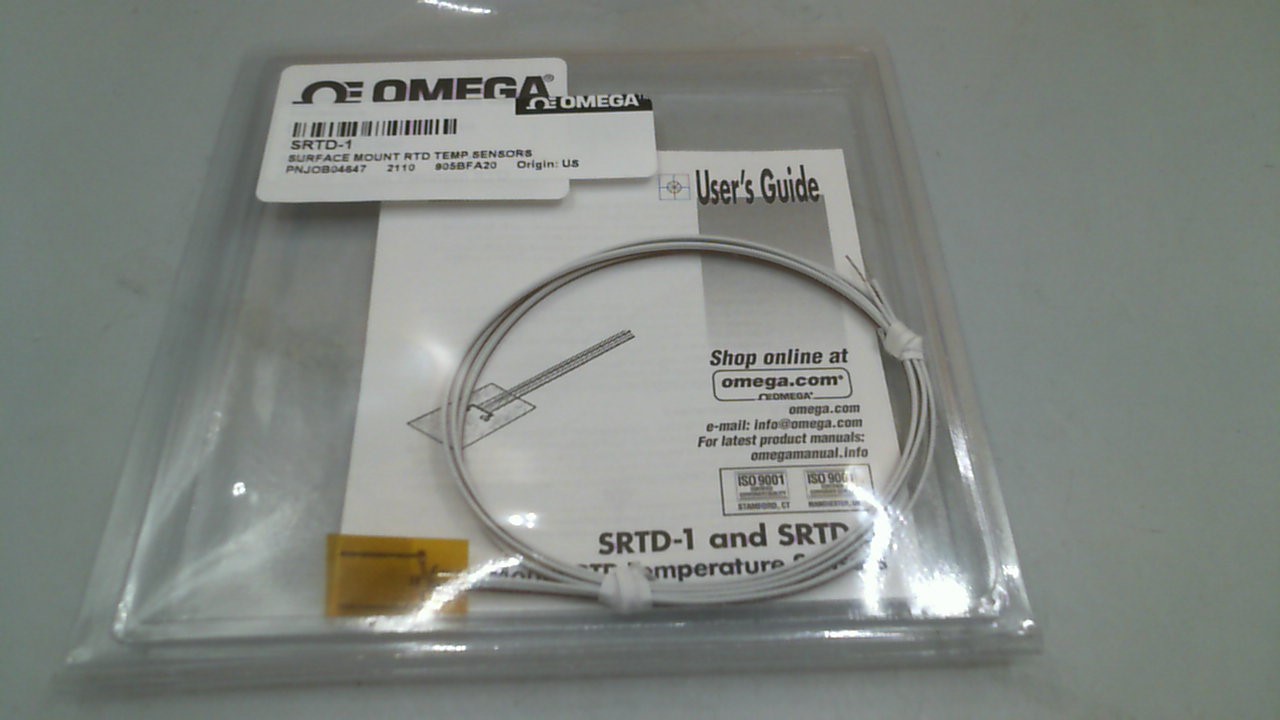 OMEGA®
OMEGA
SRTD-1
SURFACE MOUNT RTD TEMP.SENSORS
PNJOB04647 2110 905BFA20 Origin: US
User's Guide
Shop online at
omega.com®
OMEGA®
omega.com
e-mail: info@omega.com
For latest product manuals:
omegamanual.info
ISO 9001 ISO 9001
STAMFORD, CT MANCHESTER,
SRTD-1 and SRTD
Temperature